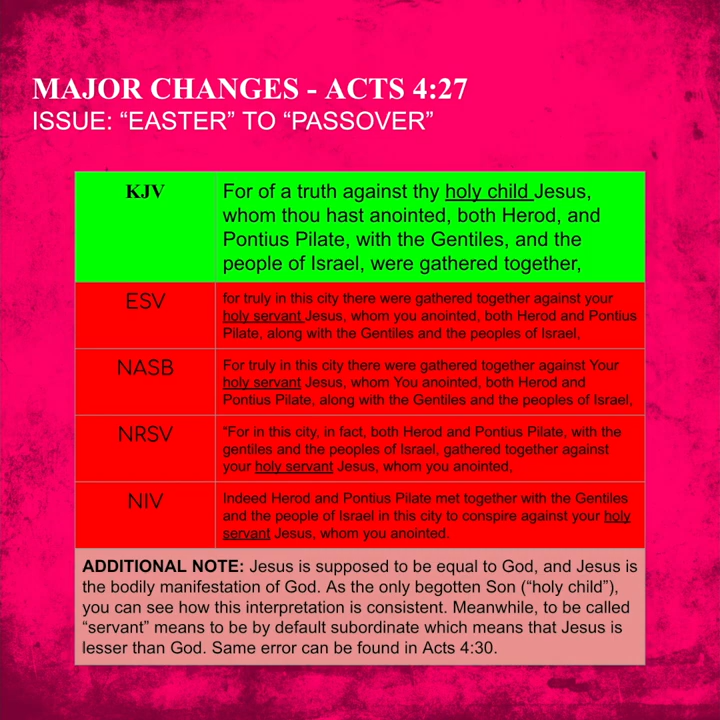 MAJOR CHANGES - ACTS 4:27
ISSUE: “EASTER” TO “PASSOVER”
KJV
For of a truth against thy holy child Jesus,
whom thou hast anointed, both Herod, and
Pontius Pilate, with the Gentiles, and the
people of Israel, were gathered together,
ESV
for truly in this city there were gathered together against your
holy servant Jesus, whom you anointed, both Herod and Pontius
Pilate, along with the Gentiles and the peoples of Israel,
NASB
For truly in this city there were gathered together against Your
holy servant Jesus, whom You anointed, both Herod and
Pontius Pilate, along with the Gentiles and the peoples of Israel,
NRSV
“For in this city, in fact, both Herod and Pontius Pilate, with the
gentiles and the peoples of Israel, gathered together against
your holy servant Jesus, whom you anointed,
NIV
Indeed Herod and Pontius Pilate met together with the Gentiles
and the people of Israel in this city to conspire against your holy
servant Jesus, whom you anointed.
ADDITIONAL NOTE: Jesus is supposed to be equal to God, and Jesus is
the bodily manifestation of God. As the only begotten Son (“holy child”),
you can see how this interpretation is consistent. Meanwhile, to be called
“servant” means to be by default subordinate which means that Jesus is
lesser than God. Same error can be found in Acts 4:30.